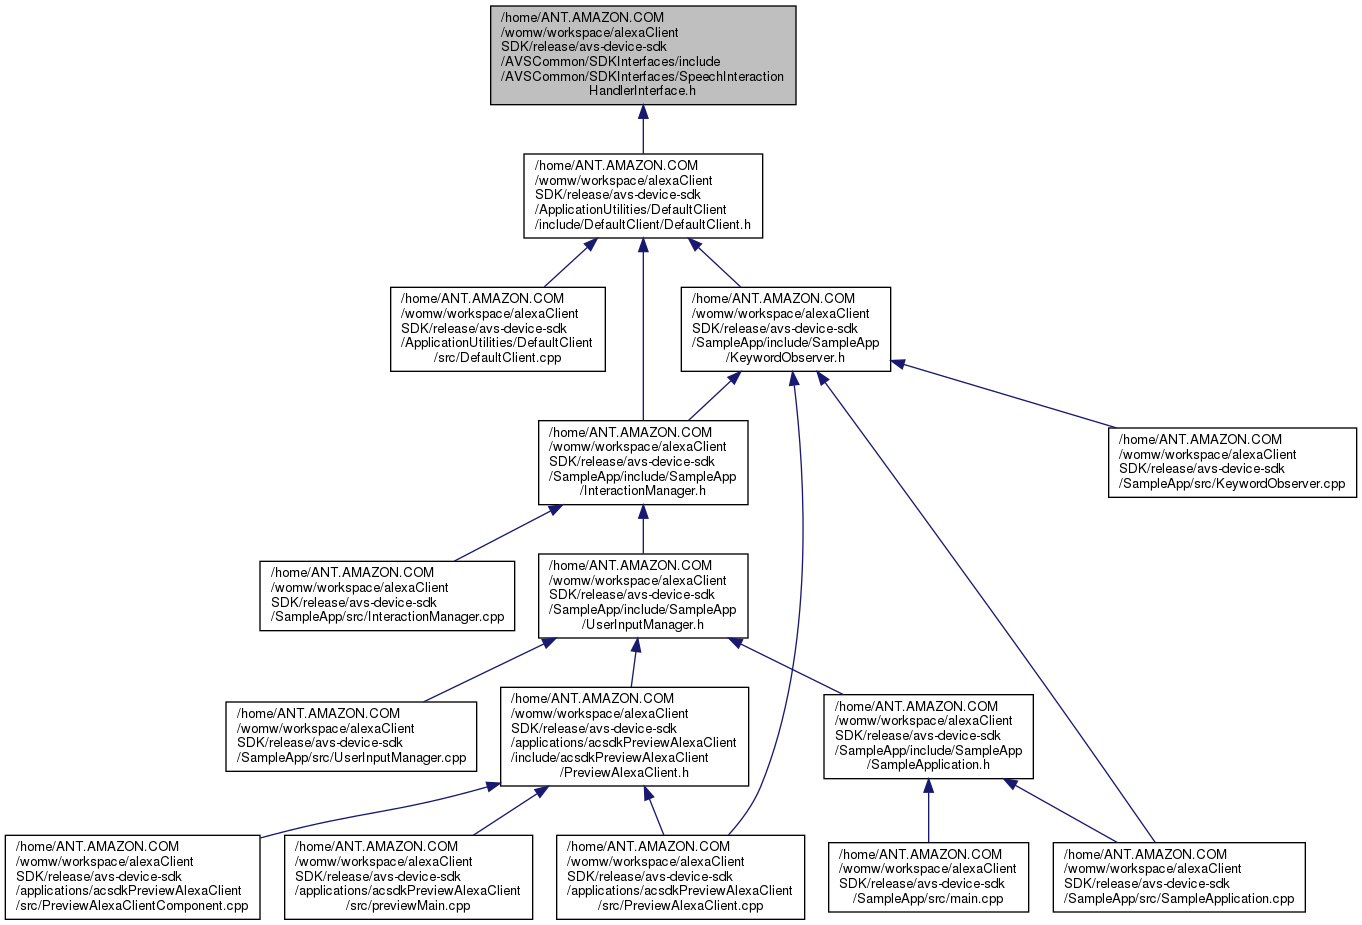 /home/ANT.AMAZON.COM
/womw/workspace/alexaClient
SDK/release/avs-device-sdk
/AVSCommon/SDKInterfaces/include
/AVSCommon/SDKInterfaces/SpeechInteraction
HandlerInterface.h
/home/ANT.AMAZON.COM
/womw/workspace/alexaClient
SDK/release/avs-device-sdk
/ApplicationUtilities/DefaultClient
/include/DefaultClient/DefaultClient.h
/home/ANT.AMAZON.COM
/womw/workspace/alexaClient
SDK/release/avs-device-sdk
/ApplicationUtilities/DefaultClient
/src/DefaultClient.cpp
/home/ANT.AMAZON.COM
/womw/workspace/alexaClient
SDK/release/avs-device-sdk
/SampleApp/include/SampleApp
/KeywordObserver.h
/home/ANT.AMAZON.COM
/womw/workspace/alexaClient
SDK/release/avs-device-sdk
/SampleApp/include/SampleApp
/InteractionManager.h
/home/ANT.AMAZON.COM
/womw/workspace/alexaClient
SDK/release/avs-device-sdk
/SampleApp/src/KeywordObserver.cpp
/home/ANT.AMAZON.COM
/womw/workspace/alexaClient
SDK/release/avs-device-sdk
/SampleApp/src/InteractionManager.cpp
/home/ANT.AMAZON.COM
/womw/workspace/alexaClient
SDK/release/avs-device-sdk
/SampleApp/include/SampleApp
/UserInputManager.h
/home/ANT.AMAZON.COM
/womw/workspace/alexaClient
SDK/release/avs-device-sdk
/SampleApp/src/UserInputManager.cpp
/home/ANT.AMAZON.COM
/womw/workspace/alexaClient
SDK/release/avs-device-sdk
/applications/acsdkPreviewAlexaClient
/include/acsdkPreviewAlexaClient
/PreviewAlexaClient.h
/home/ANT.AMAZON.COM
/womw/workspace/alexaClient
SDK/release/avs-device-sdk
/SampleApp/include/SampleApp
/SampleApplication.h
/home/ANT.AMAZON.COM
/womw/workspace/alexaClient
SDK/release/avs-device-sdk
/applications/acsdkPreviewAlexaClient
/src/PreviewAlexaClientComponent.cpp
/home/ANT.AMAZON.COM
/womw/workspace/alexaClient
SDK/release/avs-device-sdk
/applications/acsdkPreviewAlexaClient
/src/previewMain.cpp
/home/ANT.AMAZON.COM
/womw/workspace/alexaClient
SDK/release/avs-device-sdk
/applications/acsdkPreviewAlexaClient
/src/PreviewAlexaClient.cpp
/home/ANT.AMAZON.COM
/womw/workspace/alexaClient
SDK/release/avs-device-sdk
/SampleApp/src/main.cpp
/home/ANT.AMAZON.COM
/womw/workspace/alexaClient
SDK/release/avs-device-sdk
/SampleApp/src/SampleApplication.cpp